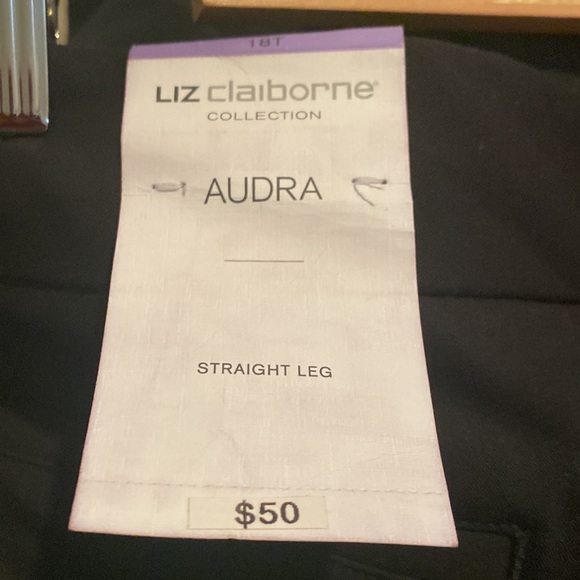 18T
LIZ claiborne®
COLLECTION
AUDRA
STRAIGHT LEG
$50